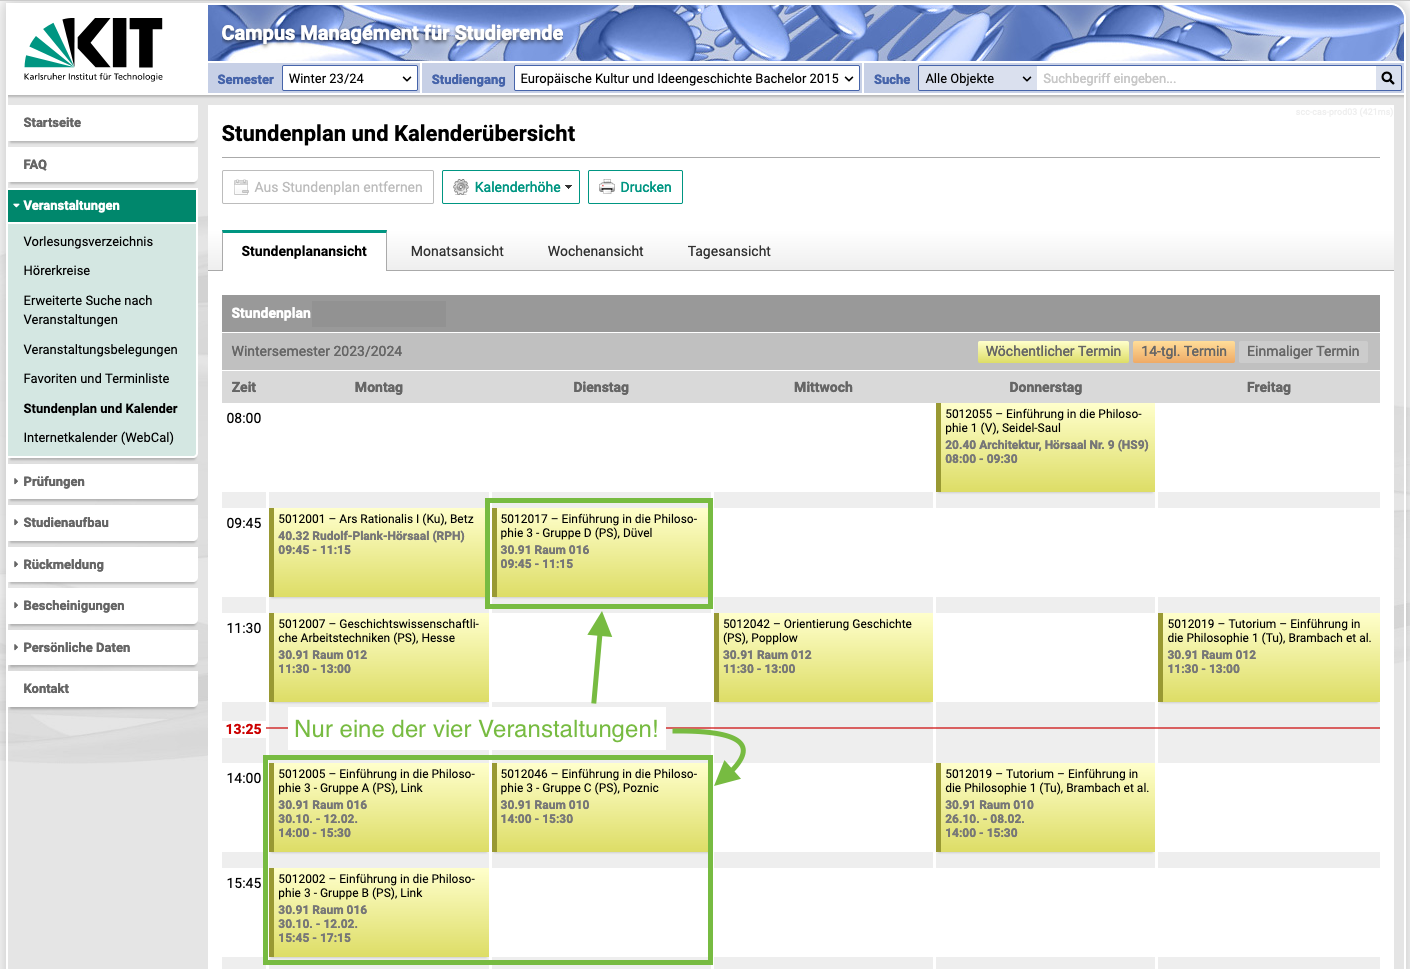 KIT
Karlsruher Institut für Technologie
Campus Management für Studierende
Semester Winter 23/24 Studiengang Europäische Kultur und Ideengeschichte Bachelor 2015 Suche Alle Objekte Suchbegriff eingeben...
Startseite
FAQ
Veranstaltungen
Vorlesungsverzeichnis
Hörerkreise
Erweiterte Suche nach
Veranstaltungen
Veranstaltungsbelegungen
Favoriten und Terminliste
Stundenplan und Kalender
Internetkalender (WebCal)
Prüfungen
Studienaufbau
Rückmeldung
Bescheinigungen
Persönliche Daten
Kontakt
Stundenplan und Kalenderübersicht
Aus Stundenplan entfernen Kalenderhöhe Drucken
Stundenplanansicht Monatsansicht Wochenansicht Tagesansicht
Stundenplan
Wintersemester 2023/2024 Wöchentlicher Termin 14-tgl. Termin Einmaliger Termin
Zeit Montag Dienstag Mittwoch Donnerstag Freitag
08:00
5012055 – Einführung in die Philoso-
phie 1 (V), Seidel-Saul
20.40 Architektur, Hörsaal Nr. 9 (HS9)
08:00 - 09:30
09:45
5012001 – Ars Rationalis I (Ku), Betz
40.32 Rudolf-Plank-Hörsaal (RPH)
09:45 - 11:15
5012017 – Einführung in die Philoso-
phie 3 - Gruppe D (PS), Düvel
30.91 Raum 016
09:45 - 11:15
11:30
5012007 – Geschichtswissenschaftli-
che Arbeitstechniken (PS), Hesse
30.91 Raum 012
11:30 - 13:00
5012042 – Orientierung Geschichte
(PS), Popplow
30.91 Raum 012
11:30 - 13:00
5012019 – Tutorium – Einführung in
die Philosophie 1 (Tu), Brambach et al.
30.91 Raum 012
11:30 - 13:00
13:25
Nur eine der vier Veranstaltungen!
14:00
5012005 – Einführung in die Philoso-
phie 3 - Gruppe A (PS), Link
30.91 Raum 016
30.10. - 12.02.
14:00 - 15:30
5012046 – Einführung in die Philoso-
phie 3 - Gruppe C (PS), Poznic
30.91 Raum 010
14:00 - 15:30
5012019 – Tutorium – Einführung in
die Philosophie 1 (Tu), Brambach et al.
30.91 Raum 010
26.10. - 08.02.
14:00 - 15:30
15:45
5012002 – Einführung in die Philoso-
phie 3 - Gruppe B (PS), Link
30.91 Raum 016
30.10. - 12.02.
15:45 - 17:15